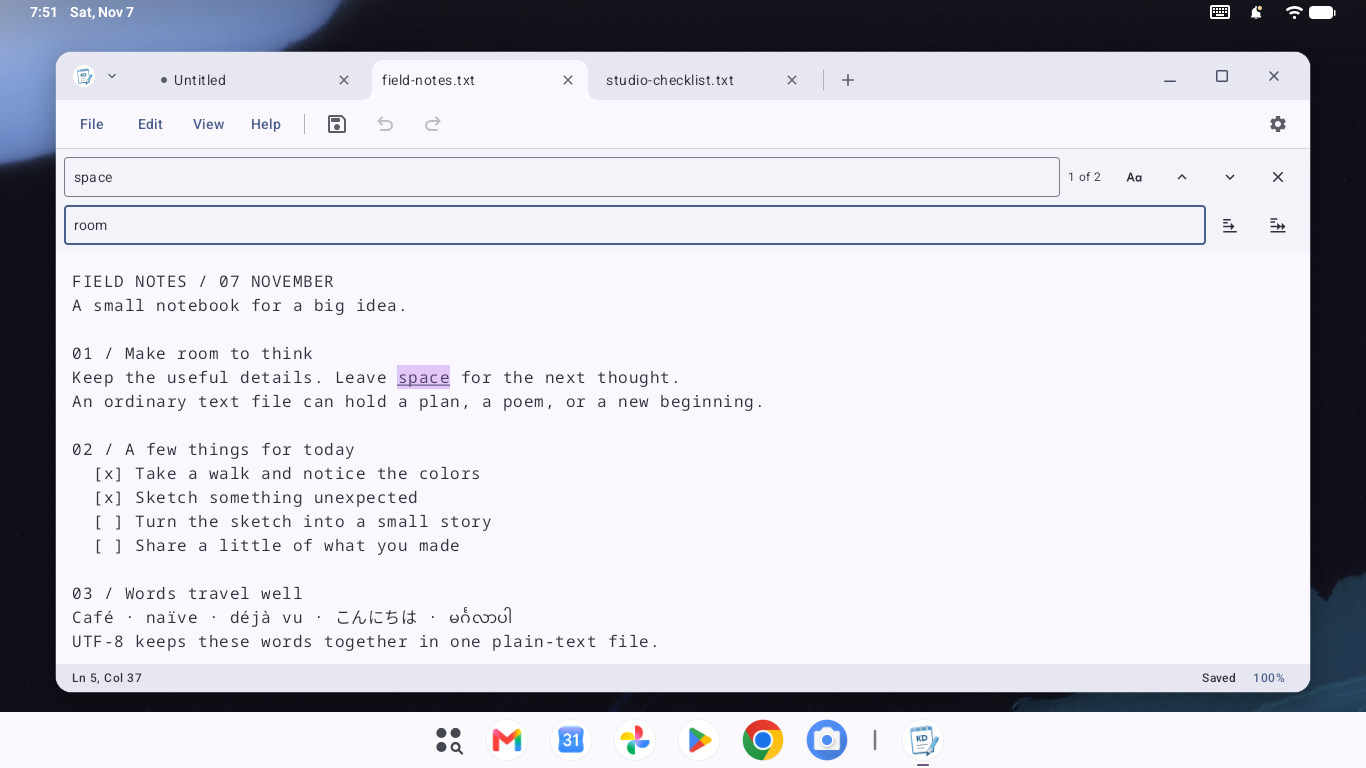 7:51 Sat, Nov 7
Untitled
field-notes.txt
studio-checklist.txt
File Edit View Help
space
1 of 2
Aa
room
FIELD NOTES / 07 NOVEMBER
A small notebook for a big idea.
01 / Make room to think
Keep the useful details. Leave space for the next thought.
An ordinary text file can hold a plan, a poem, or a new beginning.
02 / A few things for today
[x] Take a walk and notice the colors
[x] Sketch something unexpected
[ ] Turn the sketch into a small story
[ ] Share a little of what you made
03 / Words travel well
Café · naïve · déjà vu · こんにちは · မင်္ဂလာပါ
UTF-8 keeps these words together in one plain-text file.
Ln 5, Col 37
Saved 100%
31
KD